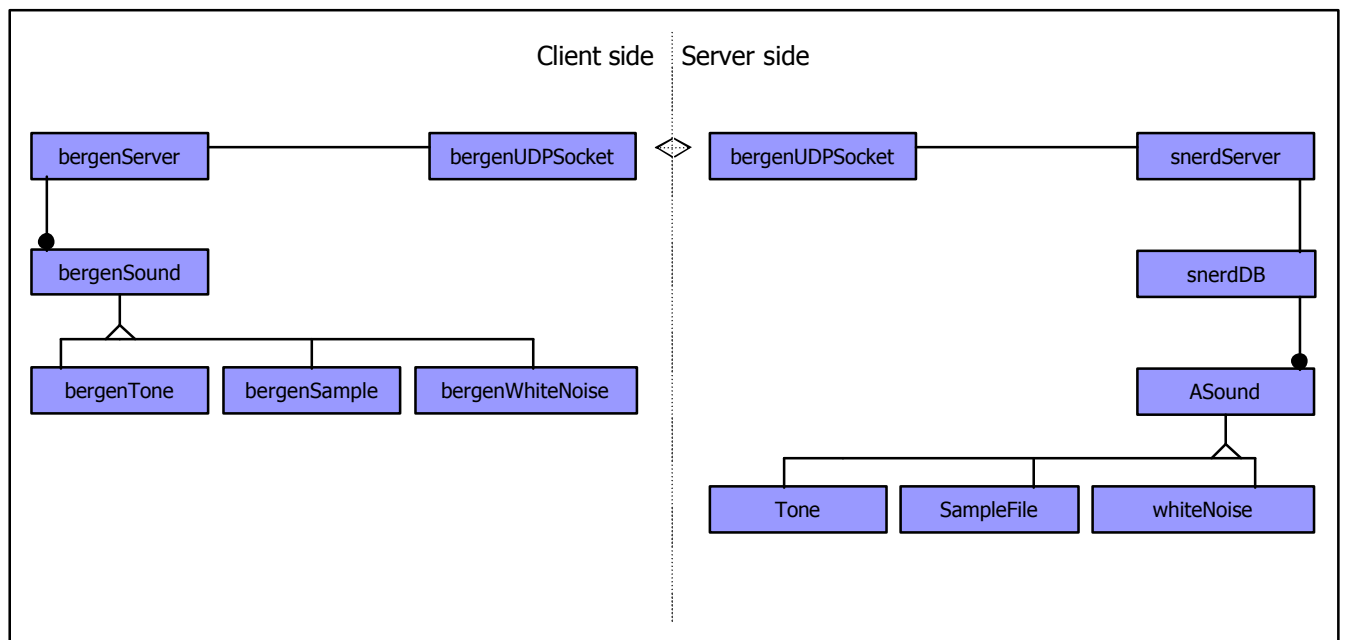 Client side
Server side
bergenServer
bergenUDPSocket
bergenUDPSocket
snerdServer
bergenSound
snerdDB
bergenTone
bergenSample
bergenWhiteNoise
ASound
Tone
SampleFile
whiteNoise